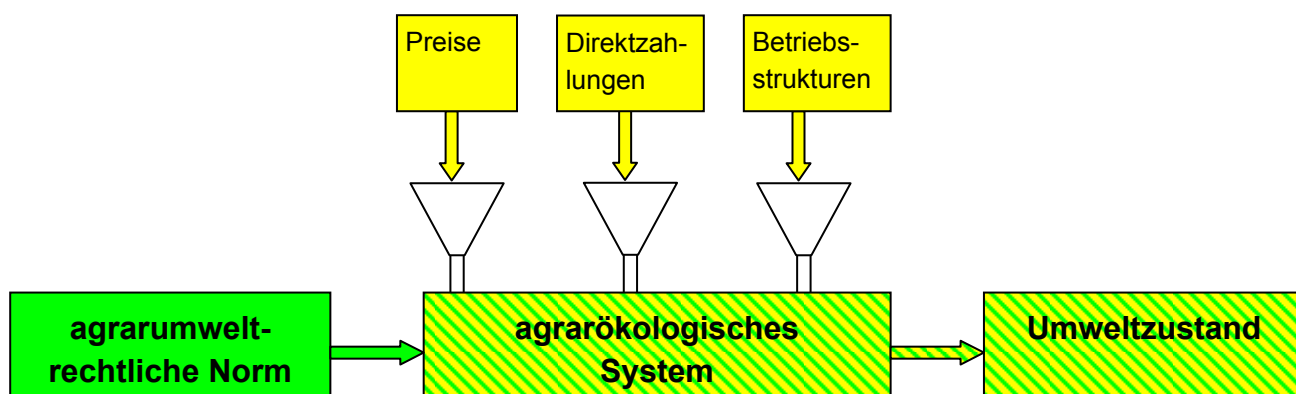 Preise
Direktzah-
lungen
Betriebs-
strukturen
agrarumwelt-
rechtliche Norm
agrarökologisches
System
Umweltzustand